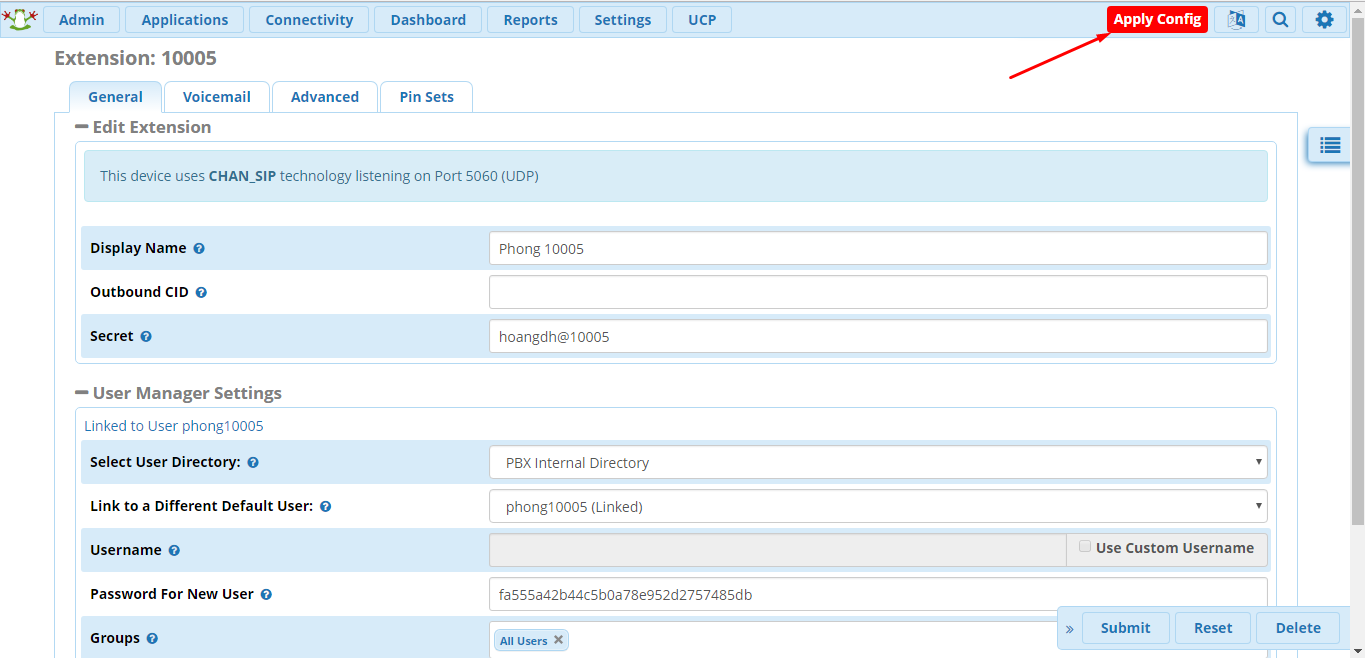 Admin Applications Connectivity Dashboard Reports Settings UCP Apply Config
Extension: 10005
General Voicemail Advanced Pin Sets
Edit Extension
This device uses CHAN_SIP technology listening on Port 5060 (UDP)
Display Name Phong 10005
Outbound CID
Secret hoangdh@10005
User Manager Settings
Linked to User phong10005
Select User Directory: PBX Internal Directory
Link to a Different Default User: phong10005 (Linked)
Username Use Custom Username
Password For New User fa555a42b44c5b0a78e952d2757485db
» Submit Reset Delete
Groups All Users ×